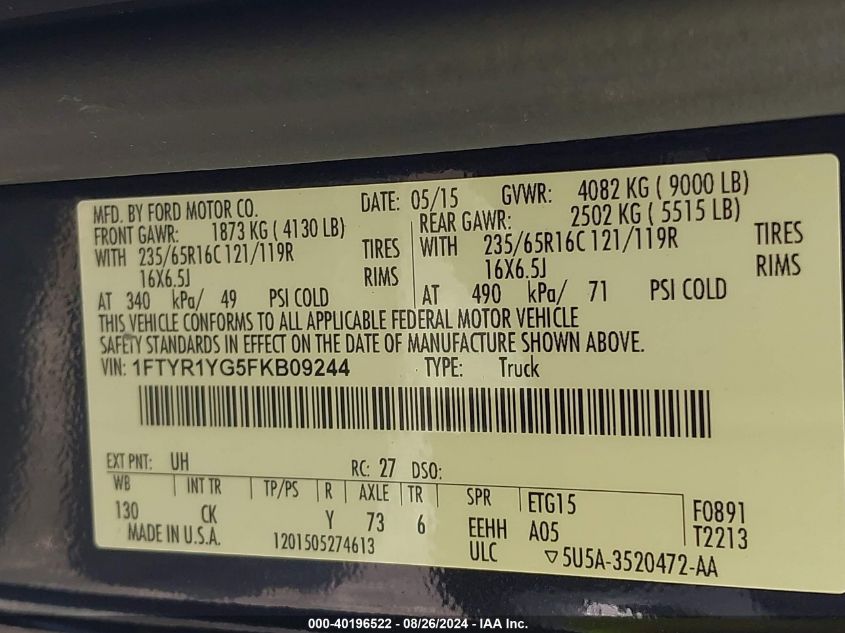 MFD. BY FORD MOTOR CO. DATE: 05/15 GVWR: 4082 KG ( 9000 LB)
FRONT GAWR: 1873 KG ( 4130 LB) REAR GAWR: 2502 KG ( 5515 LB)
WITH 235/65R16C 121/119R TIRES WITH 235/65R16C 121/119R TIRES
16X6.5J RIMS 16X6.5J RIMS
AT 340 kPa/ 49 PSI COLD AT 490 kPa/ 71 PSI COLD
THIS VEHICLE CONFORMS TO ALL APPLICABLE FEDERAL MOTOR VEHICLE
SAFETY STANDARDS IN EFFECT ON THE DATE OF MANUFACTURE SHOWN ABOVE.
VIN: 1FTYR1YG5FKB09244 TYPE: Truck
EXT PNT: UH RC: 27 DSO:
WB INT TR TP/PS R AXLE TR SPR ETG15 F0891
130 CK Y 73 6 EEHH A05 T2213
MADE IN U.S.A. 1201505274613 ULC ▽5U5A-3520472-AA
000-40196522 - 08/26/2024 - IAA Inc.